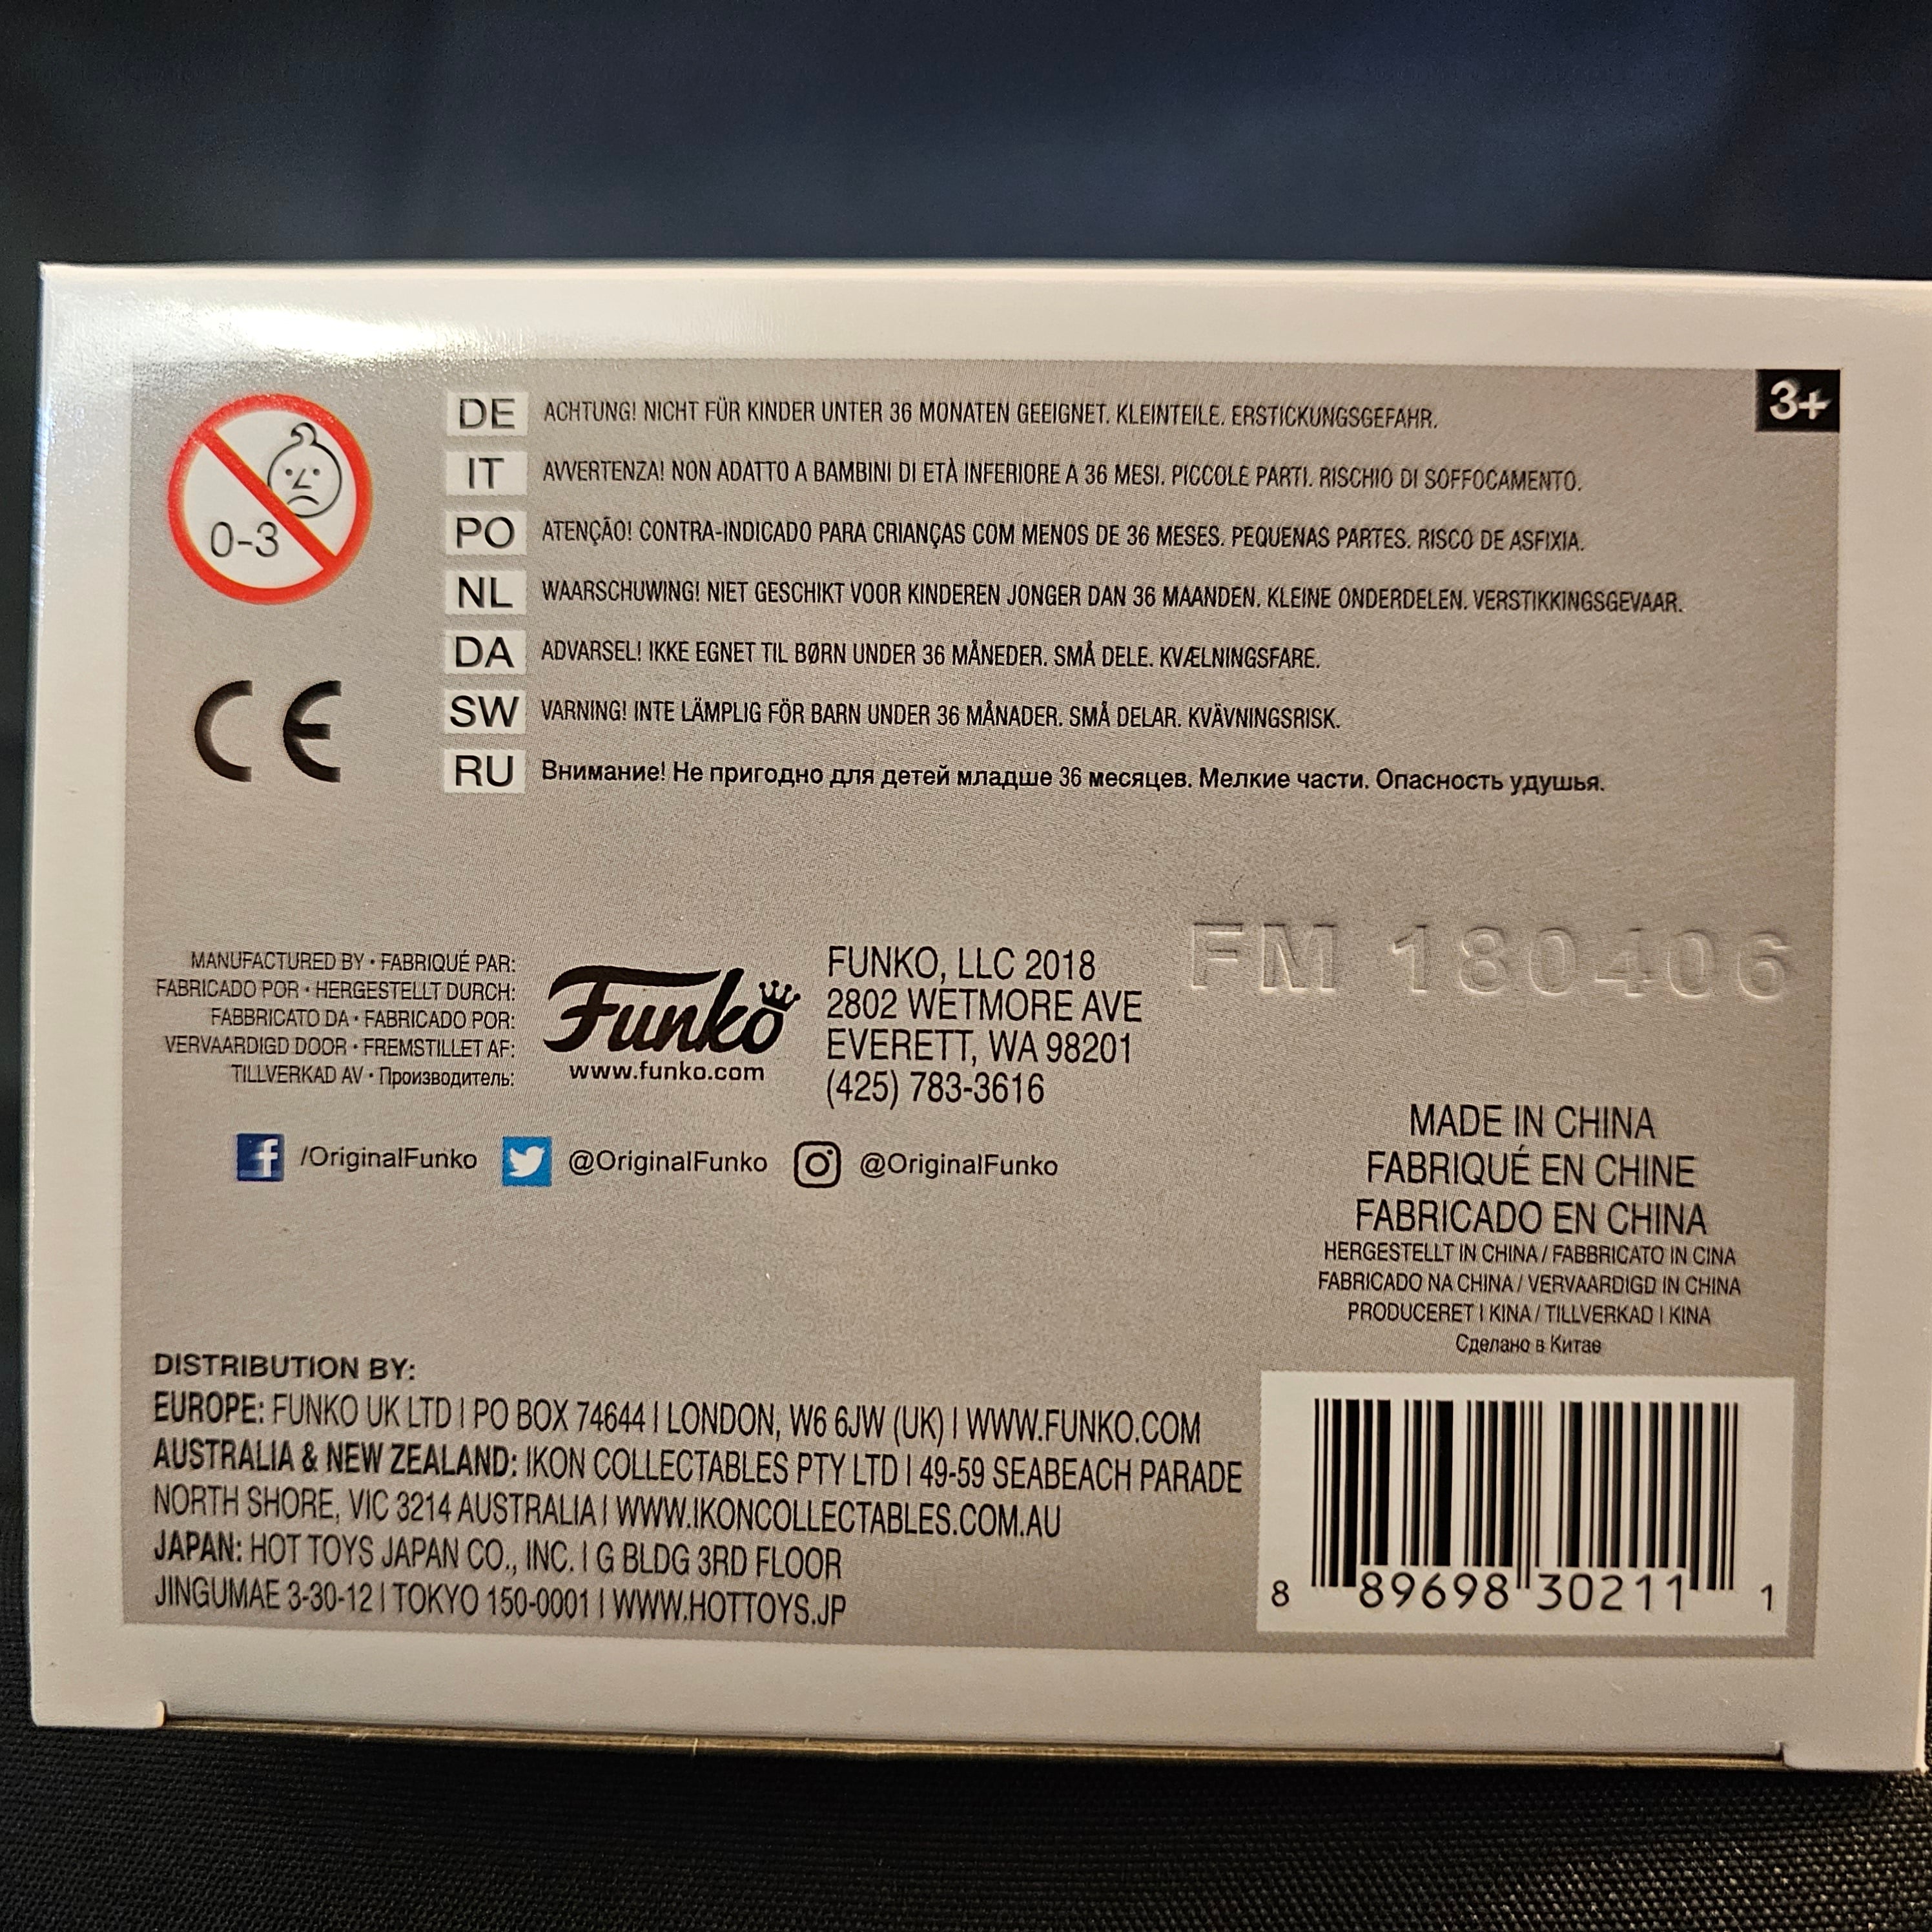 0-3
DE ACHTUNG! NICHT FÜR KINDER UNTER 36 MONATEN GEEIGNET. KLEINTEILE. ERSTICKUNGSGEFAHR.
3+
IT AVVERTENZA! NON ADATTO A BAMBINI DI ETÀ INFERIORE A 36 MESI. PICCOLE PARTI. RISCHIO DI SOFFOCAMENTO.
PO ATENÇÃO! CONTRA-INDICADO PARA CRIANÇAS COM MENOS DE 36 MESES. PEQUENAS PARTES. RISCO DE ASFIXIA.
NL WAARSCHUWING! NIET GESCHIKT VOOR KINDEREN JONGER DAN 36 MAANDEN. KLEINE ONDERDELEN. VERSTIKKINGSGEVAAR.
DA ADVARSEL! IKKE EGNET TIL BØRN UNDER 36 MÅNEDER. SMÅ DELE. KVÆLNINGSFARE.
SW VARNING! INTE LÄMPLIG FÖR BARN UNDER 36 MÅNADER. SMÅ DELAR. KVÄVNINGSRISK.
RU Внимание! Не пригодно для детей младше 36 месяцев. Мелкие части. Опасность удушья.
CE
MANUFACTURED BY • FABRIQUÉ PAR:
FABRICADO POR • HERGESTELLT DURCH:
FABBRICATO DA • FABRICADO POR:
VERVAARDIGD DOOR • FREMSTILLET AF:
TILLVERKAD AV • Производитель:
Funko
www.funko.com
FUNKO, LLC 2018
2802 WETMORE AVE
EVERETT, WA 98201
(425) 783-3616
FM 180406
/OriginalFunko @OriginalFunko @OriginalFunko
MADE IN CHINA
FABRIQUÉ EN CHINE
FABRICADO EN CHINA
HERGESTELLT IN CHINA / FABBRICATO IN CINA
FABRICADO NA CHINA / VERVAARDIGD IN CHINA
PRODUCERET I KINA / TILLVERKAD I KINA
Сделано в Китае
DISTRIBUTION BY:
EUROPE: FUNKO UK LTD | PO BOX 74644 | LONDON, W6 6JW (UK) | WWW.FUNKO.COM
AUSTRALIA & NEW ZEALAND: IKON COLLECTABLES PTY LTD | 49-59 SEABEACH PARADE
NORTH SHORE, VIC 3214 AUSTRALIA | WWW.IKONCOLLECTABLES.COM.AU
JAPAN: HOT TOYS JAPAN CO., INC. | G BLDG 3RD FLOOR
JINGUMAE 3-30-12 | TOKYO 150-0001 | WWW.HOTTOYS.JP
8 89698 30211 1